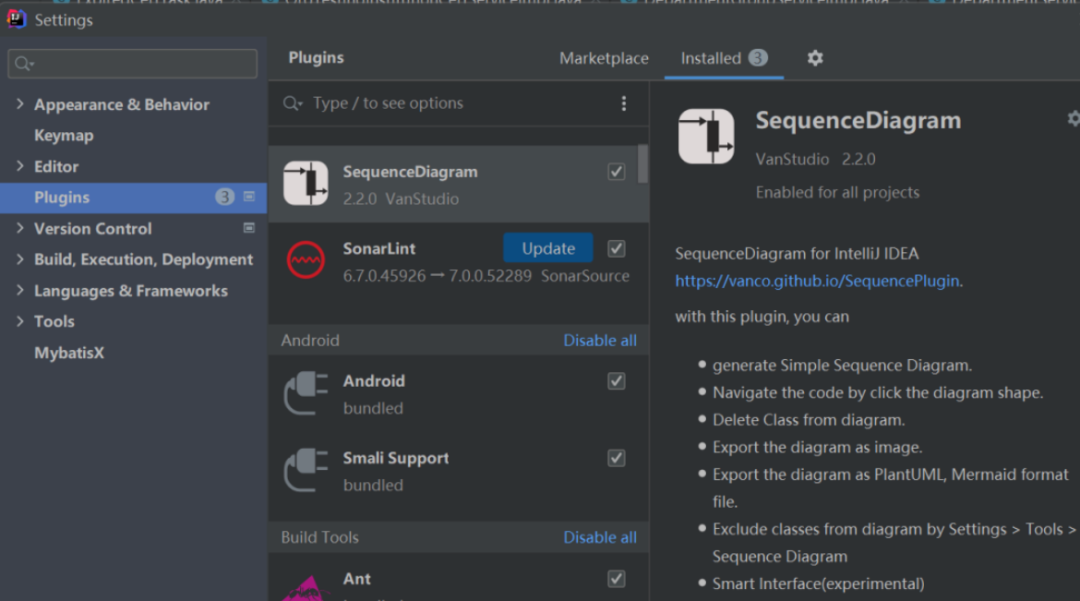 Settings
Appearance & Behavior
Keymap
Editor
Plugins 3
Version Control
Build, Execution, Deployment
Languages & Frameworks
Tools
MybatisX
Plugins Marketplace Installed 3
Type / to see options
SequenceDiagram
2.2.0 VanStudio
SonarLint Update
6.7.0.45926 → 7.0.0.52289 SonarSource
Android Disable all
Android
bundled
Smali Support
bundled
Build Tools Disable all
Ant
SequenceDiagram
VanStudio 2.2.0
Enabled for all projects
SequenceDiagram for IntelliJ IDEA
https://vanco.github.io/SequencePlugin.
with this plugin, you can
• generate Simple Sequence Diagram.
• Navigate the code by click the diagram shape.
• Delete Class from diagram.
• Export the diagram as image.
• Export the diagram as PlantUML, Mermaid format
file.
• Exclude classes from diagram by Settings > Tools >
Sequence Diagram
• Smart Interface(experimental)